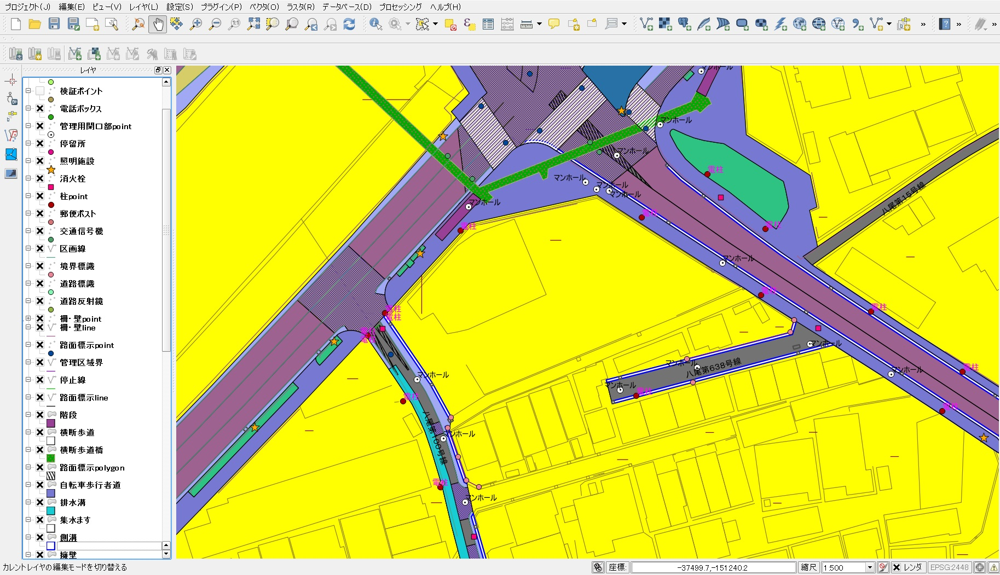 プロジェクト(J) 編集(E) ビュー(V) レイヤ(L) 設定(S) プラグイン(P) ベクタ(O) ラスタ(R) データベース(D) プロセッシング ヘルプ(H)
レイヤ
検証ポイント
電話ボックス
管理用開口部point
停留所
照明施設
消火栓
柱point
郵便ポスト
交通信号機
区画線
境界標識
道路標識
道路反射鏡
柵・壁point
柵・壁line
路面標示point
管理区域界
停止線
路面標示line
階段
横断歩道
横断歩道橋
路面標示polygon
自転車歩行者道
排水溝
集水ます
側溝
擁壁
マンホール
マンホール
マンホール
電柱
マンホール
マンホール
マンホール
八尾第15号線
マンホール
電柱
電柱
電柱
マンホール
電柱
電柱
電柱
電柱
電柱
電柱
マンホール
マンホール
八尾第638号線
マンホール
電柱
マンホール
マンホール
電柱
電柱
電柱
八尾第100号線
マンホール
電柱
マンホール
カレントレイヤの編集モードを切り替える
座標: -37499.7,-151240.2 縮尺 1:500 レンダ EPSG:2448